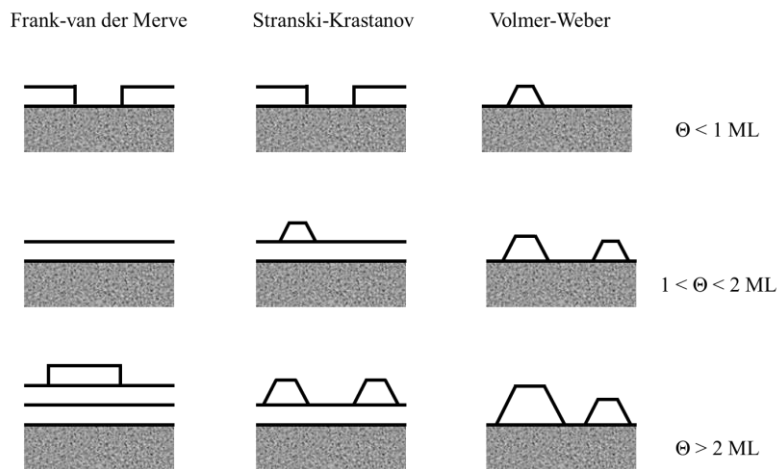 Frank-van der Merve
Stranski-Krastanov
Volmer-Weber
Θ < 1 ML
1 < Θ < 2 ML
Θ > 2 ML